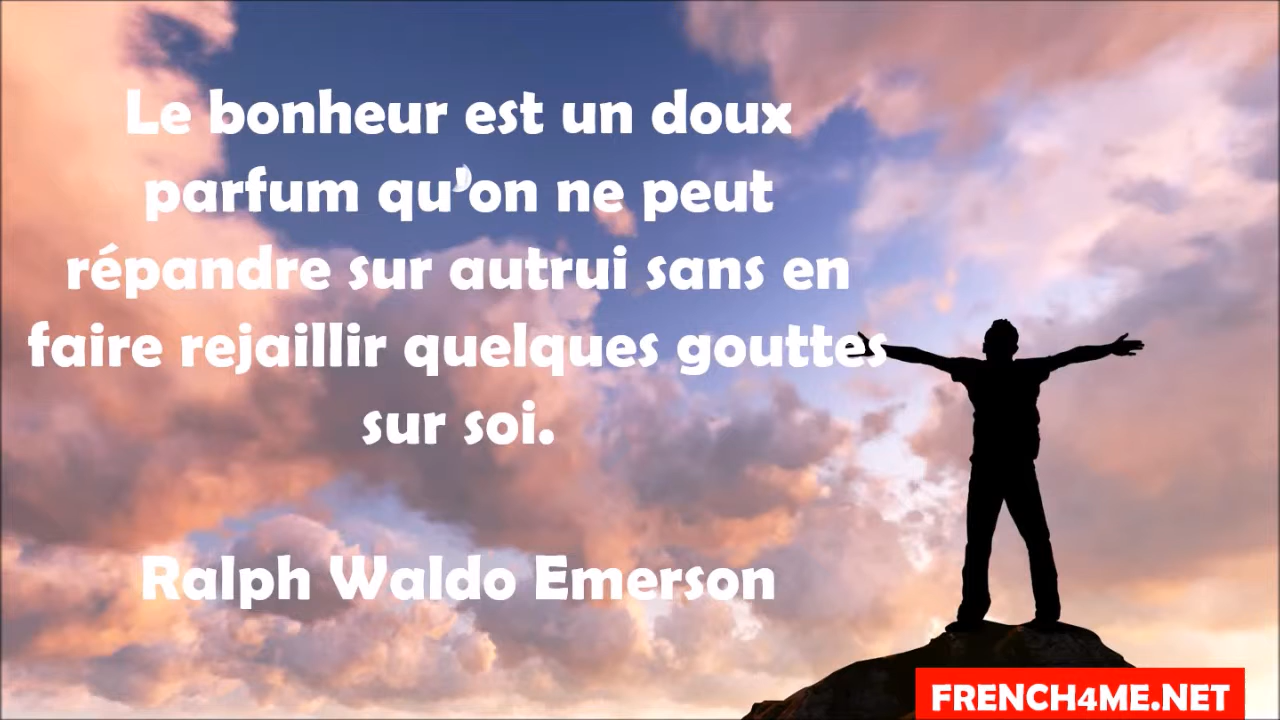 Le bonheur est un doux
parfum qu’on ne peut
répandre sur autrui sans en
faire rejaillir quelques gouttes
sur soi.
Ralph Waldo Emerson
FRENCH4ME.NET